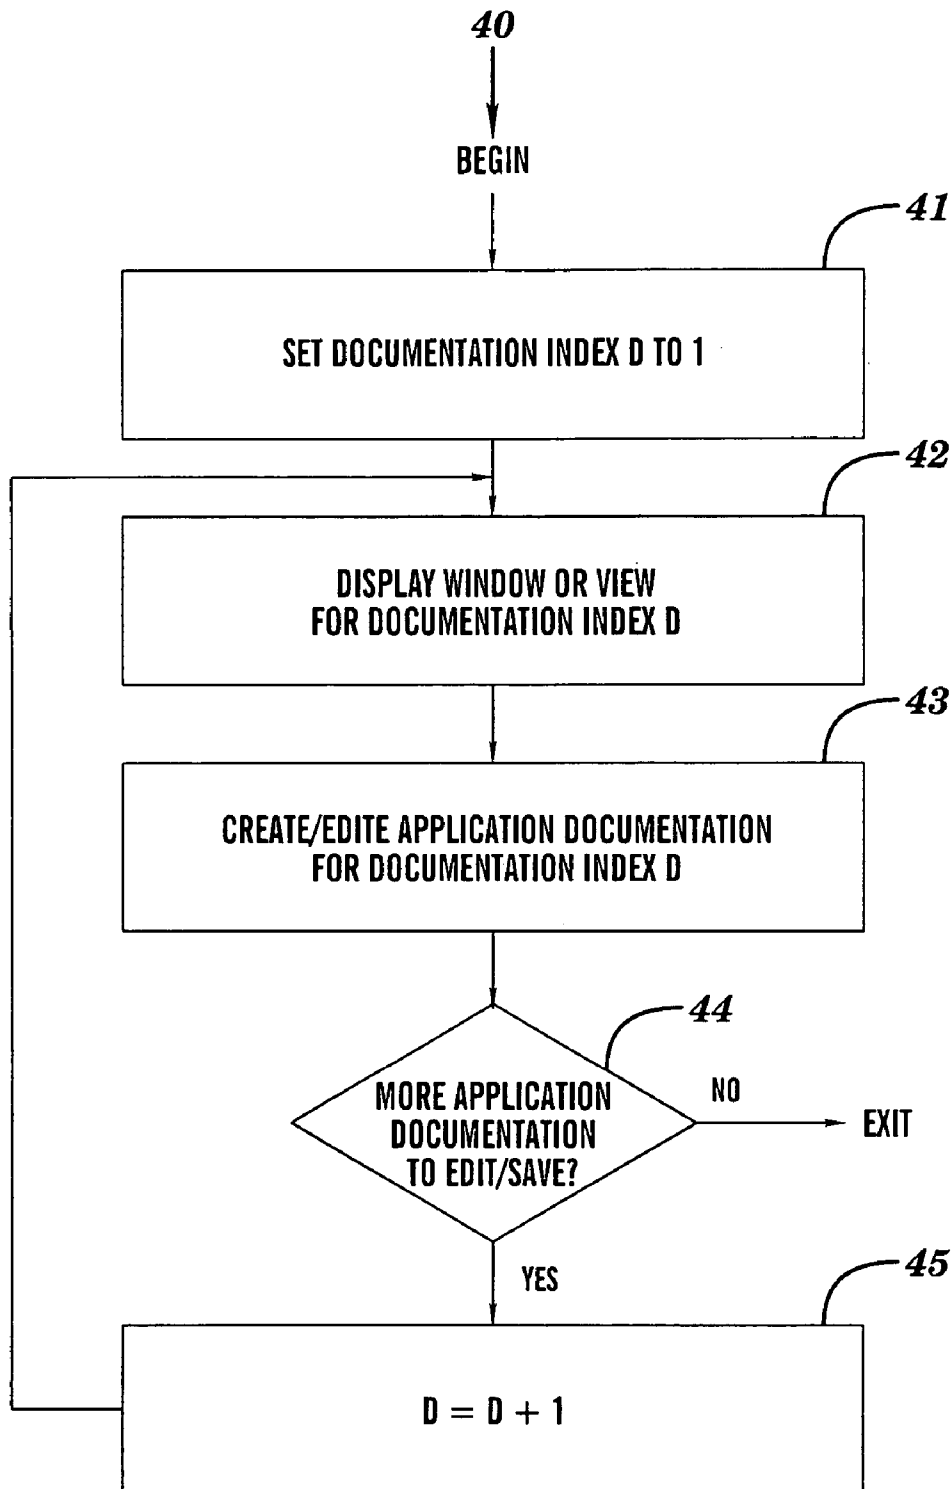 40
BEGIN
41
SET DOCUMENTATION INDEX D TO 1
42
DISPLAY WINDOW OR VIEW
FOR DOCUMENTATION INDEX D
43
CREATE/EDITE APPLICATION DOCUMENTATION
FOR DOCUMENTATION INDEX D
44
MORE APPLICATION
DOCUMENTATION
TO EDIT/SAVE?
NO
EXIT
YES
45
D = D + 1